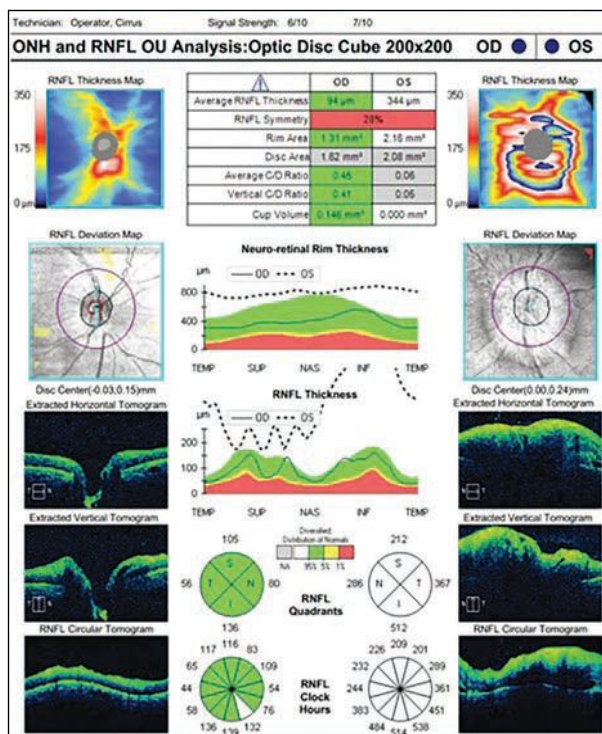 Technician: Operator, Cirrus Signal Strength: 6/10 7/10
ONH and RNFL OU Analysis:Optic Disc Cube 200x200 OD OS
RNFL Thickness Map
350
175
0 µm
OD OS
Average RNFL Thickness 94 µm 344 µm
RNFL Symmetry 28%
Rim Area 1.31 mm² 2.16 mm²
Disc Area 1.62 mm² 2.08 mm²
Average C/D Ratio 0.45 0.06
Vertical C/D Ratio 0.41 0.05
Cup Volume 0.146 mm³ 0.000 mm³
RNFL Thickness Map
350
175
0 µm
RNFL Deviation Map
Disc Center(-0.03,0.15)mm
Neuro-retinal Rim Thickness
µm OD OS
800
400
0
TEMP SUP NAS INF TEMP
RNFL Deviation Map
Disc Center(0.00,0.24)mm
RNFL Thickness
µm OD OS
200
100
0
TEMP SUP NAS INF TEMP
Extracted Horizontal Tomogram
T N
Extracted Vertical Tomogram
T N
RNFL Circular Tomogram
Extracted Horizontal Tomogram
N T
Extracted Vertical Tomogram
N T
RNFL Circular Tomogram
Diversified:
Distribution of Normals
NA 95% 5% 1%
105
S
56 T N 80
I
136
RNFL
Quadrants
212
S
286 N T 367
I
512
116
117 83
65 109
44 54
58 76
136 132
139
RNFL
Clock
Hours
209
226 201
232 289
244 361
383 451
484 538
514